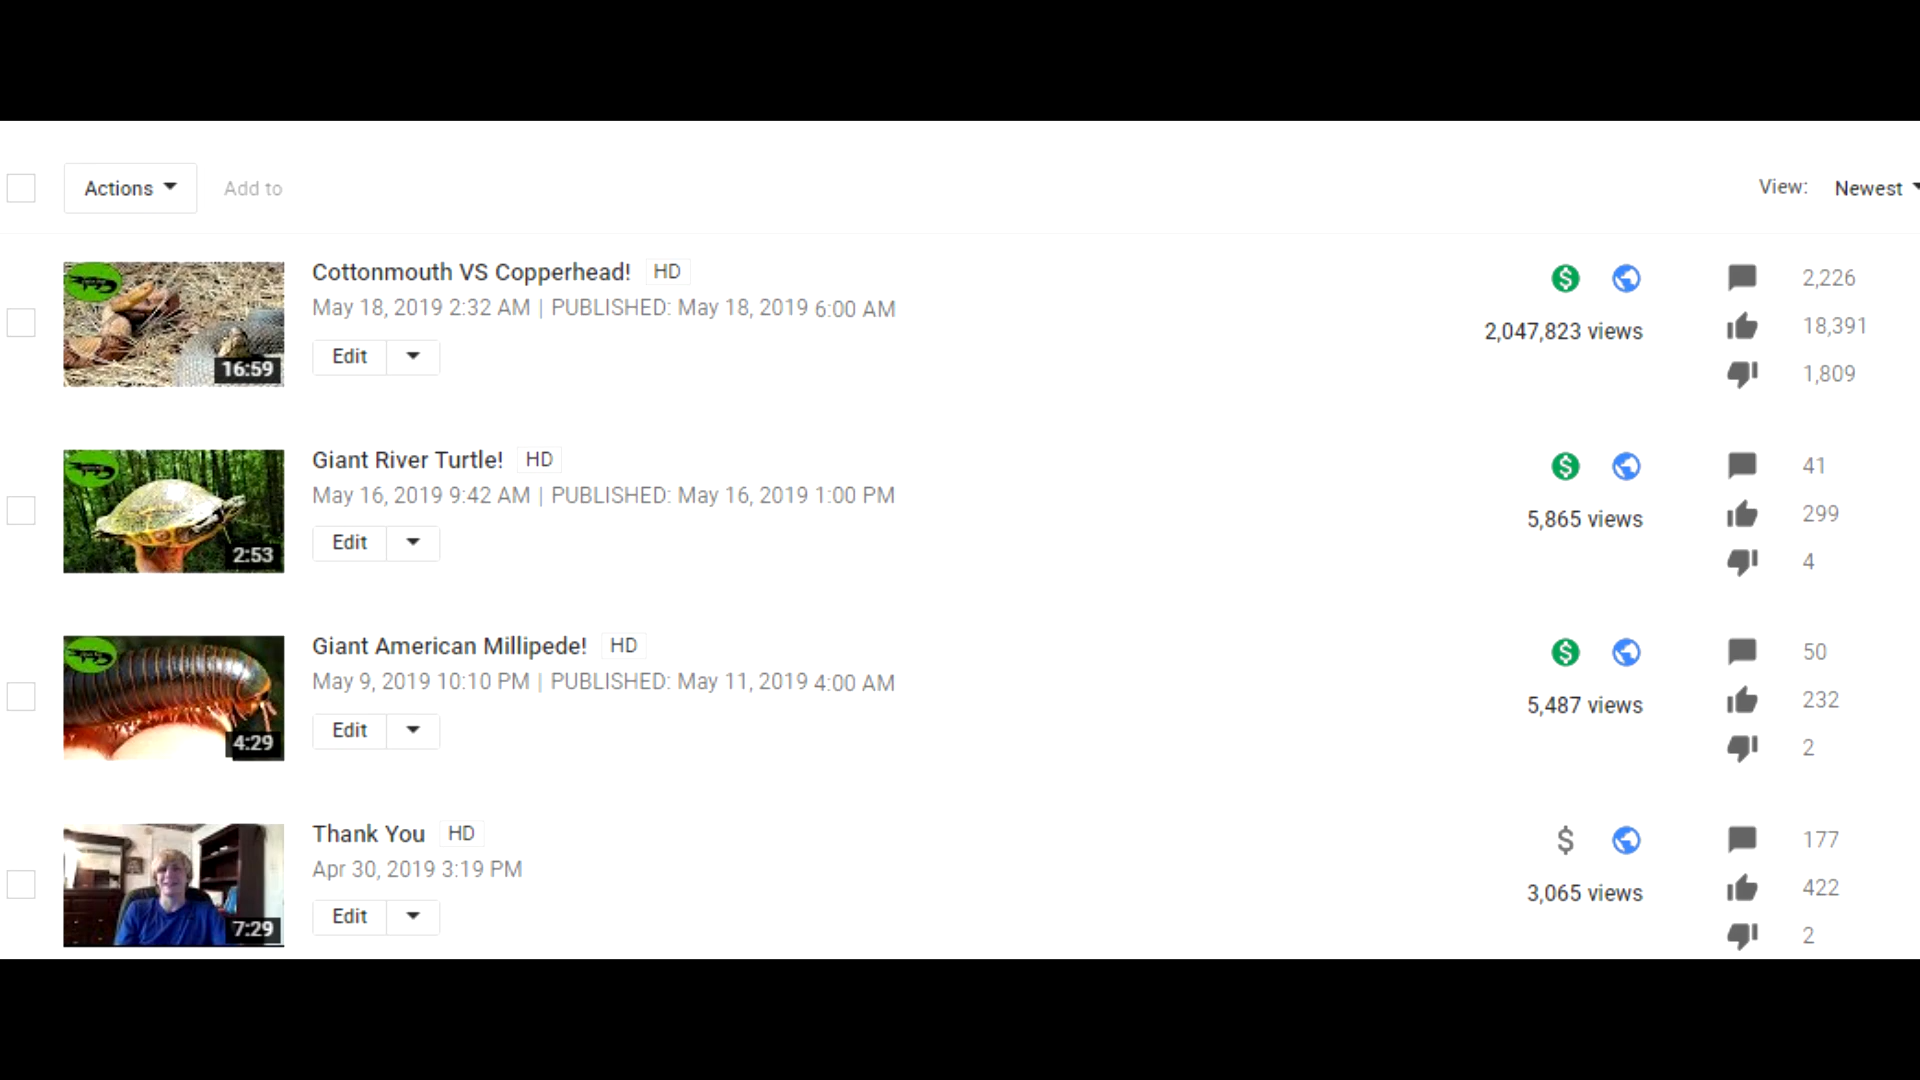 Actions Add to View: Newest
Cottonmouth VS Copperhead! HD
May 18, 2019 2:32 AM | PUBLISHED: May 18, 2019 6:00 AM
Edit
16:59
2,047,823 views
2,226
18,391
1,809
Giant River Turtle! HD
May 16, 2019 9:42 AM | PUBLISHED: May 16, 2019 1:00 PM
Edit
2:53
5,865 views
41
299
4
Giant American Millipede! HD
May 9, 2019 10:10 PM | PUBLISHED: May 11, 2019 4:00 AM
Edit
4:29
5,487 views
50
232
2
Thank You HD
Apr 30, 2019 3:19 PM
Edit
7:29
3,065 views
177
422
2